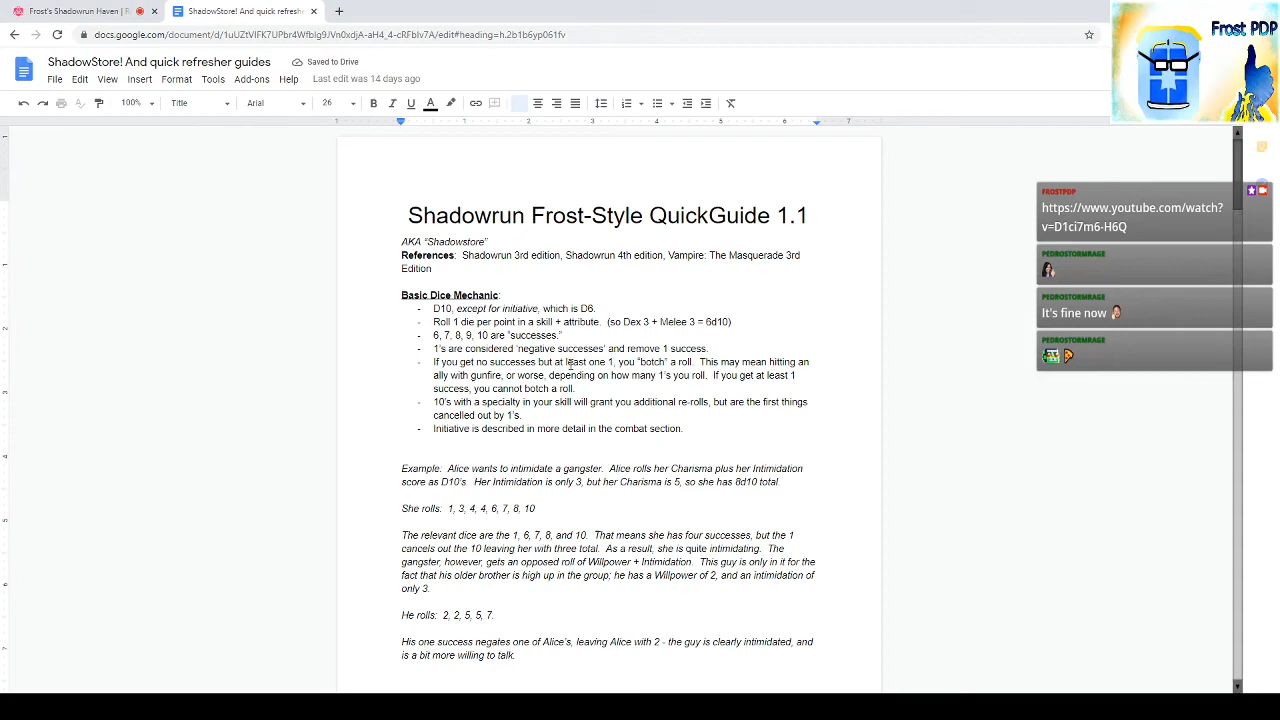 Frost's Shadowrun Haven | R
ShadowStore! And quick refresher
docs.google.com/document/d/1uUZtVlFK7UPbr4Wfblg9JVn0xdjA-aH4_4-cRFbIv7A/edit#heading=h.2b1b6p2061fv
ShadowStore! And quick refresher guides
Saved to Drive
File Edit View Insert Format Tools Add-ons Help
Last edit was 14 days ago
100% Title Arial 26 B I U A
1 1 2 3 4 5 6 7
Shadowrun Frost-Style QuickGuide 1.1
AKA “Shadowstore”
References: Shadowrun 3rd edition, Shadowrun 4th edition, Vampire: The Masquerade 3rd
Edition
Basic Dice Mechanic:
- D10, except for initiative, which is D6.
- Roll 1 die per point in a skill + attribute. (so Dex 3 + Melee 3 = 6d10)
- 6, 7, 8, 9, 10 are “successes.”
- 1’s are considered ‘negative successes’ and remove 1 success.
- If you get no successes but at least one 1, you “botch” a roll. This may mean hitting an
ally with gunfire, or worse, depending on how many 1’s you roll. If you get at least 1
success, you cannot botch a roll.
- 10’s with a specialty in your skill will grant you additional re-rolls, but are the first things
cancelled out by 1’s.
- Initiative is described in more detail in the combat section.
Example: Alice wants to intimidate a gangster. Alice rolls her Charisma plus her Intimidation
score as D10’s. Her Intimidation is only 3, but her Charisma is 5, so she has 8d10 total.
She rolls: 1, 3, 4, 4, 6, 7, 8, 10
The relevant dice are the 1, 6, 7, 8, and 10. That means she has four successes, but the 1
cancels out the 10 leaving her with three total. As a result, she is quite intimidating. The
gangster, however, gets an opposed roll of Willpower + Intimidation. This guy is only in it for the
fact that his older brother is high up in the group; he has a Willpower of 2, and an intimidation of
only 3.
He rolls: 2, 2, 5, 5, 7.
His one success negates one of Alice’s, leaving Alice with 2 - the guy is clearly intimidated, and
is a bit more willing to talk.
Frost PDP
FROSTPDP
https://www.youtube.com/watch?
v=D1ci7m6-H6Q
PEDROSTORMRAGE
PEDROSTORMRAGE
It's fine now
PEDROSTORMRAGE